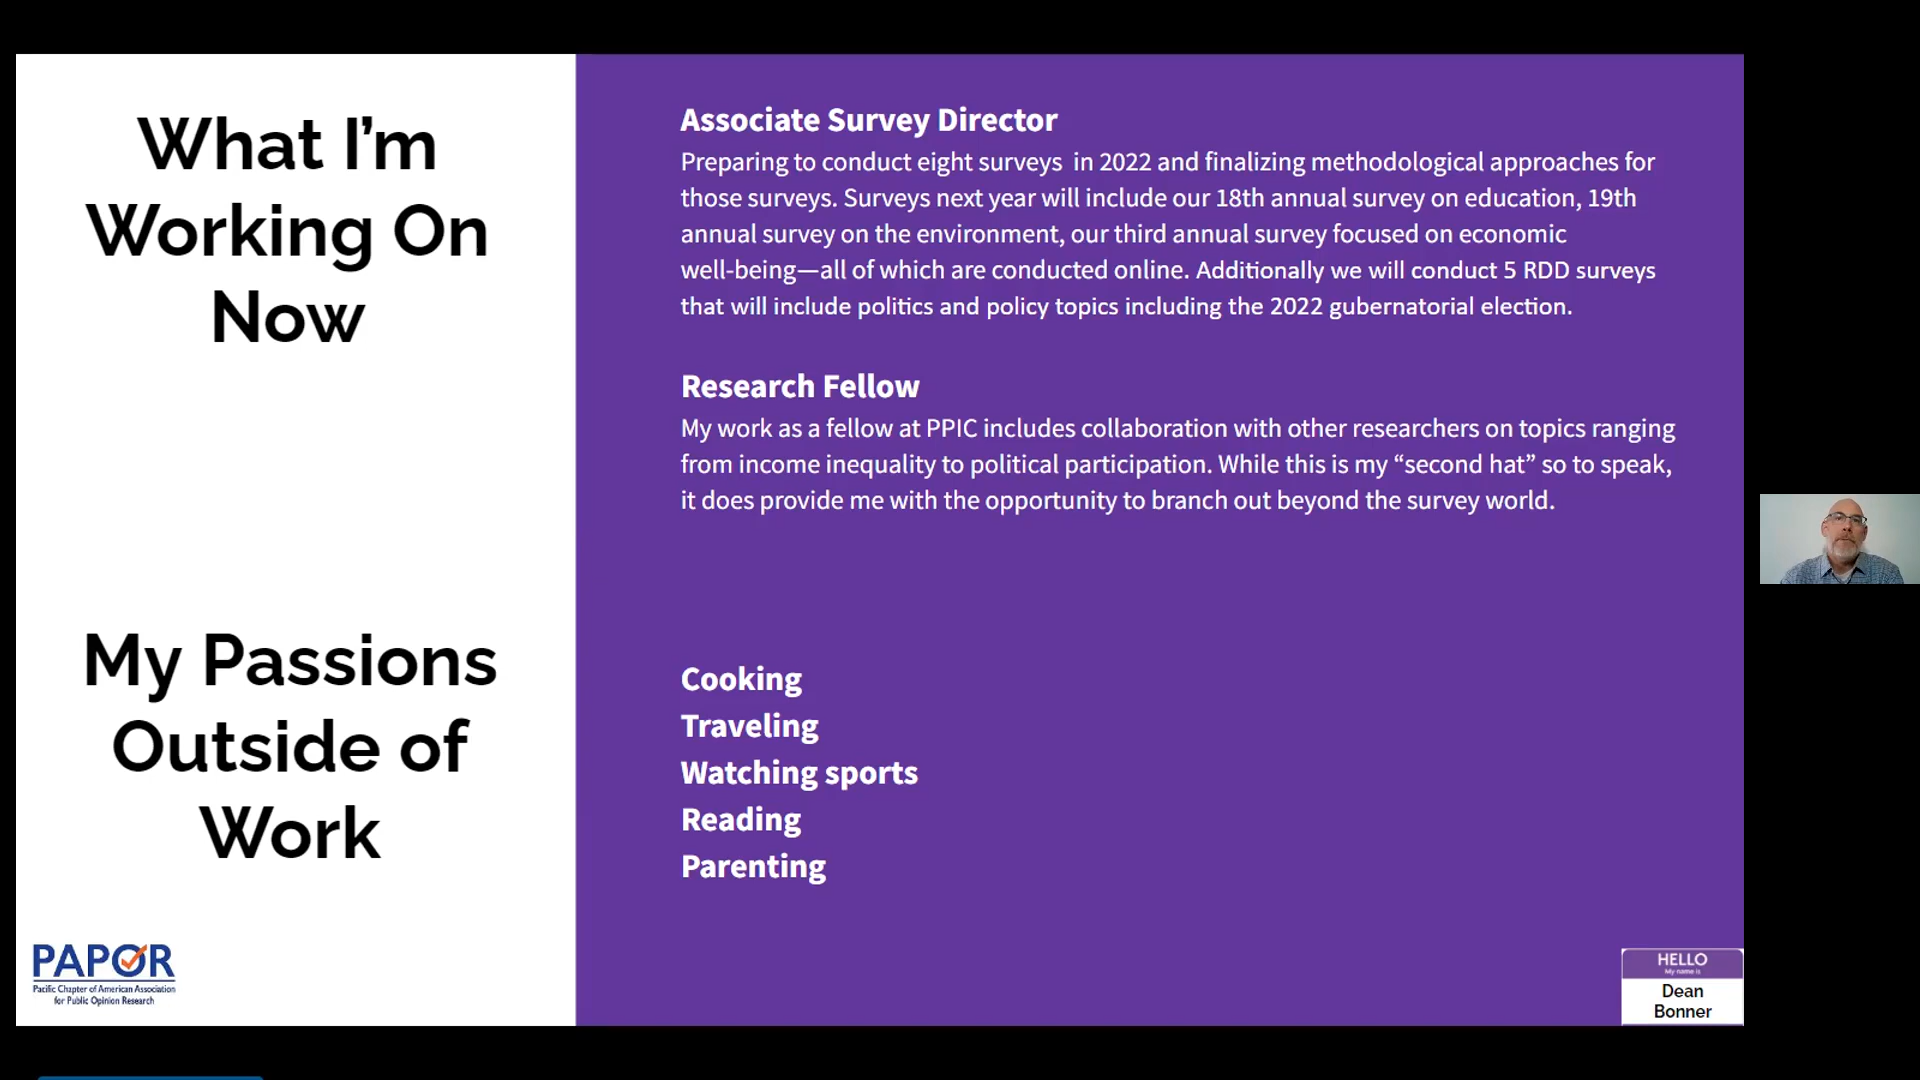 What I’m
Working On
Now
Associate Survey Director
Preparing to conduct eight surveys  in 2022 and finalizing methodological approaches for
those surveys. Surveys next year will include our 18th annual survey on education, 19th
annual survey on the environment, our third annual survey focused on economic
well-being—all of which are conducted online. Additionally we will conduct 5 RDD surveys
that will include politics and policy topics including the 2022 gubernatorial election.
Research Fellow
My work as a fellow at PPIC includes collaboration with other researchers on topics ranging
from income inequality to political participation. While this is my “second hat” so to speak,
it does provide me with the opportunity to branch out beyond the survey world.
My Passions
Outside of
Work
Cooking
Traveling
Watching sports
Reading
Parenting
PAPOR
Pacific Chapter of American Association
for Public Opinion Research
HELLO
My name is
Dean
Bonner